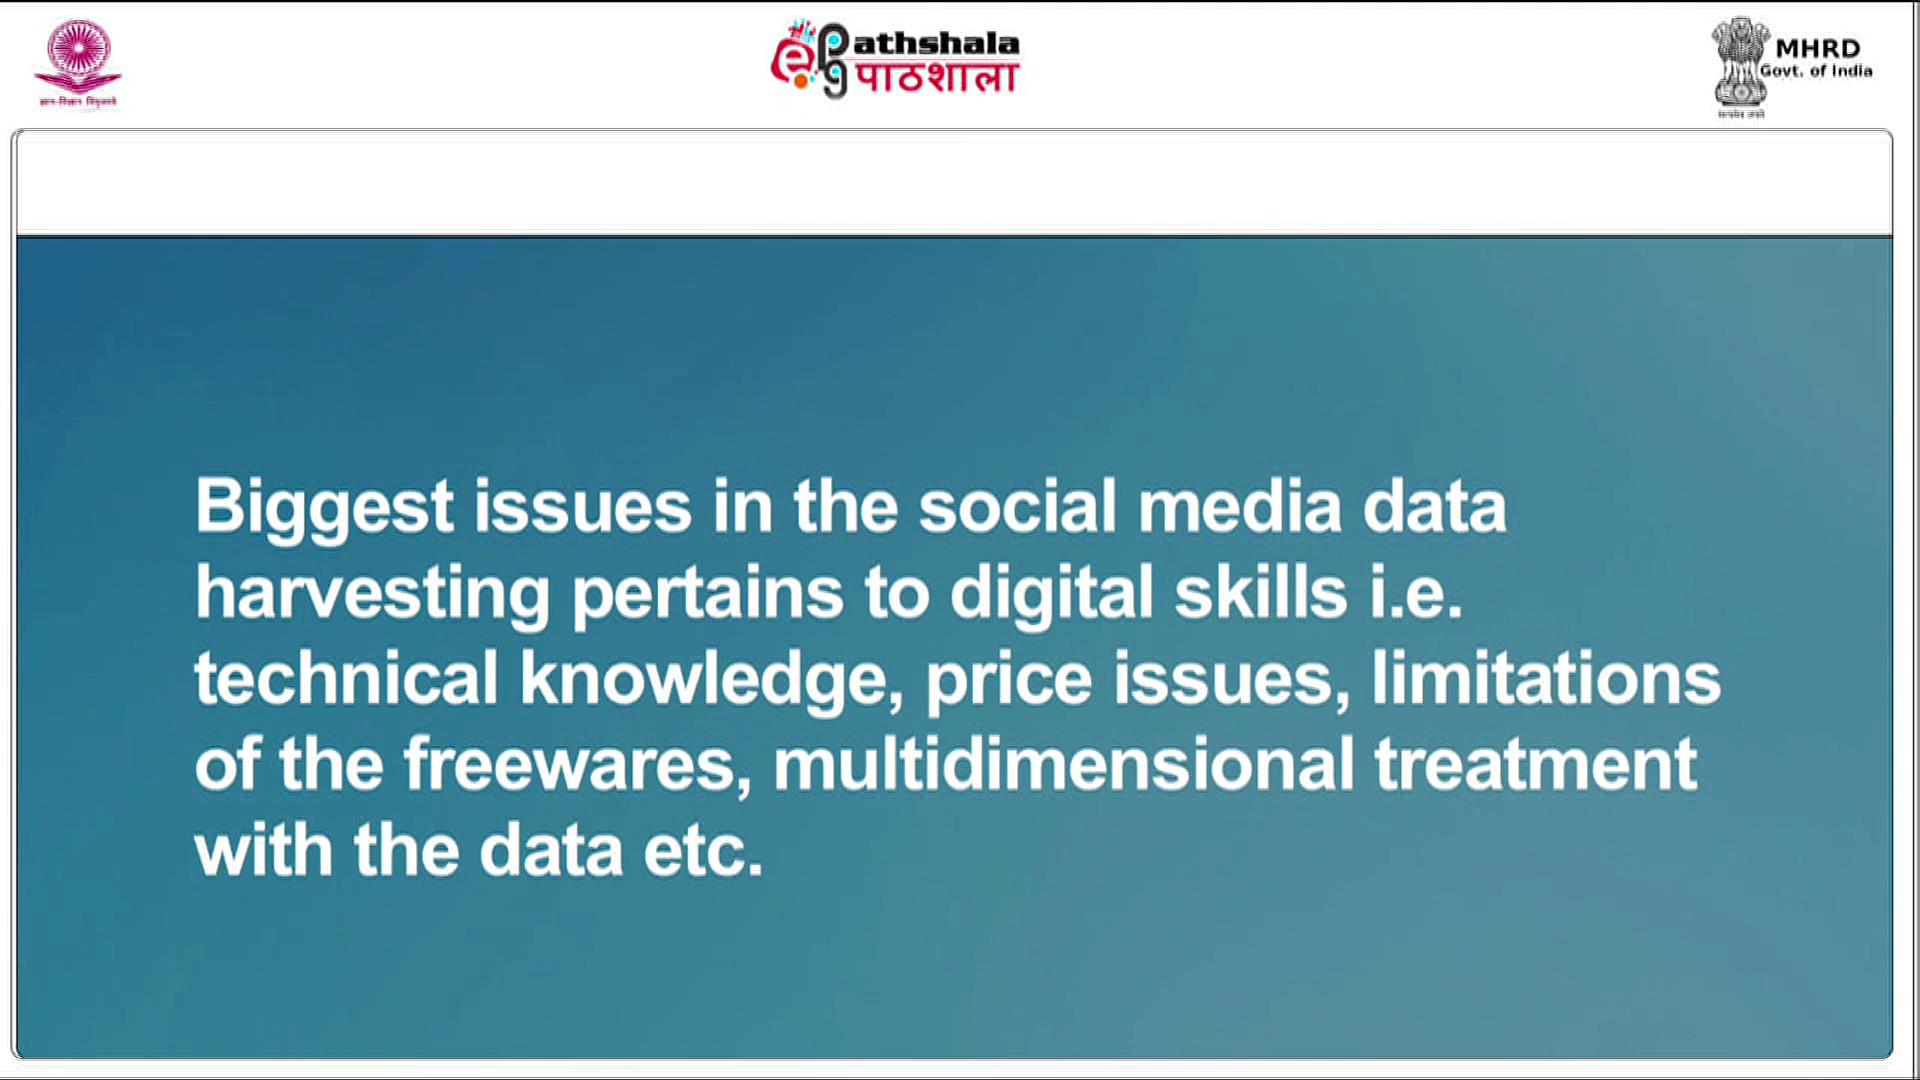 athshala
पाठशाला
MHRD
Govt. of India
Biggest issues in the social media data
harvesting pertains to digital skills i.e.
technical knowledge, price issues, limitations
of the freewares, multidimensional treatment
with the data etc.